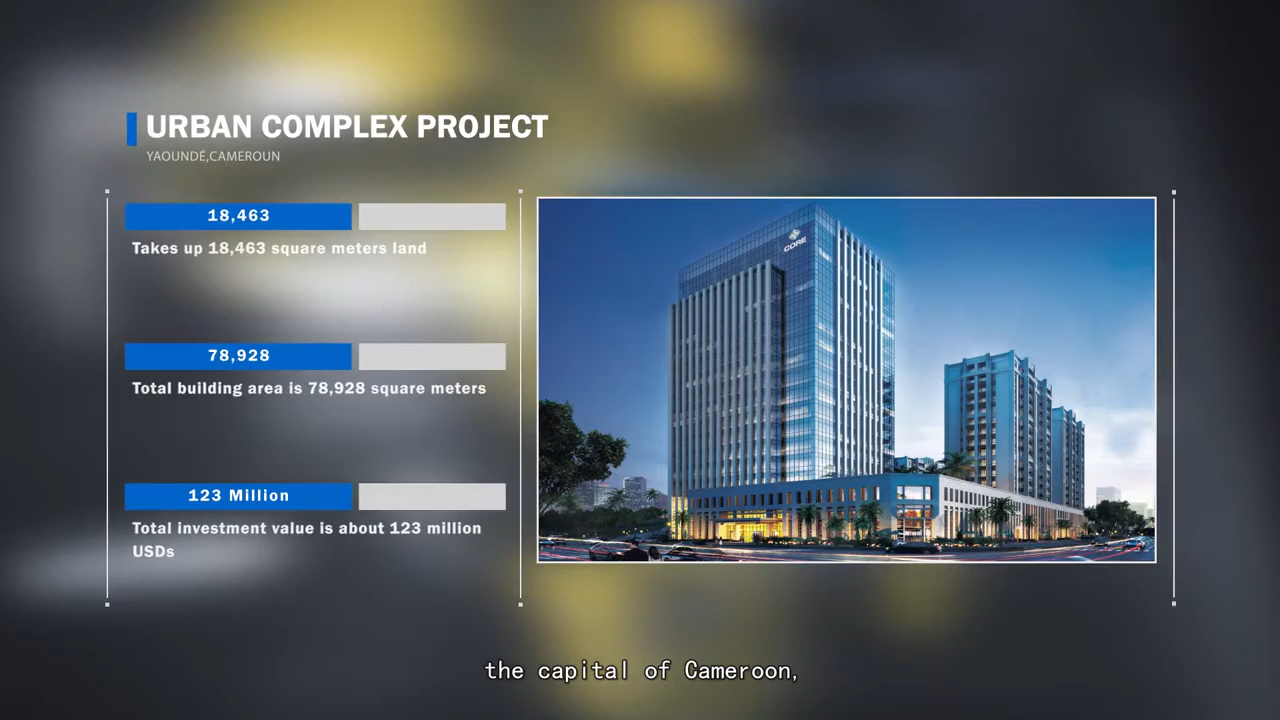 URBAN COMPLEX PROJECT
YAOUNDÉ,CAMEROUN
18,463
Takes up 18,463 square meters land
78,928
Total building area is 78,928 square meters
123 Million
Total investment value is about 123 million
USDs
CORE
the capital of Cameroon,